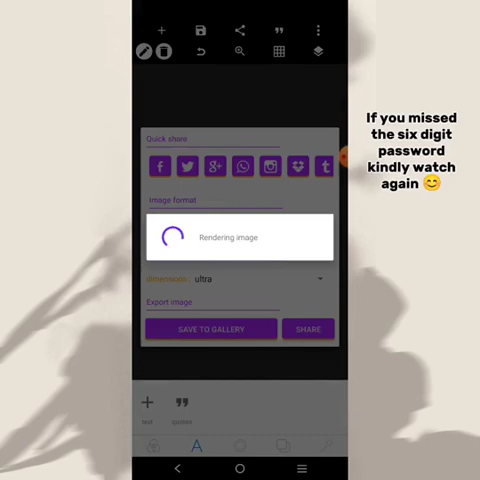 Quick share
Image format
Rendering image
dimension: ultra
Export image
SAVE TO GALLERY
SHARE
text
quotes
If you missed
the six digit
password
kindly watch
again 😊